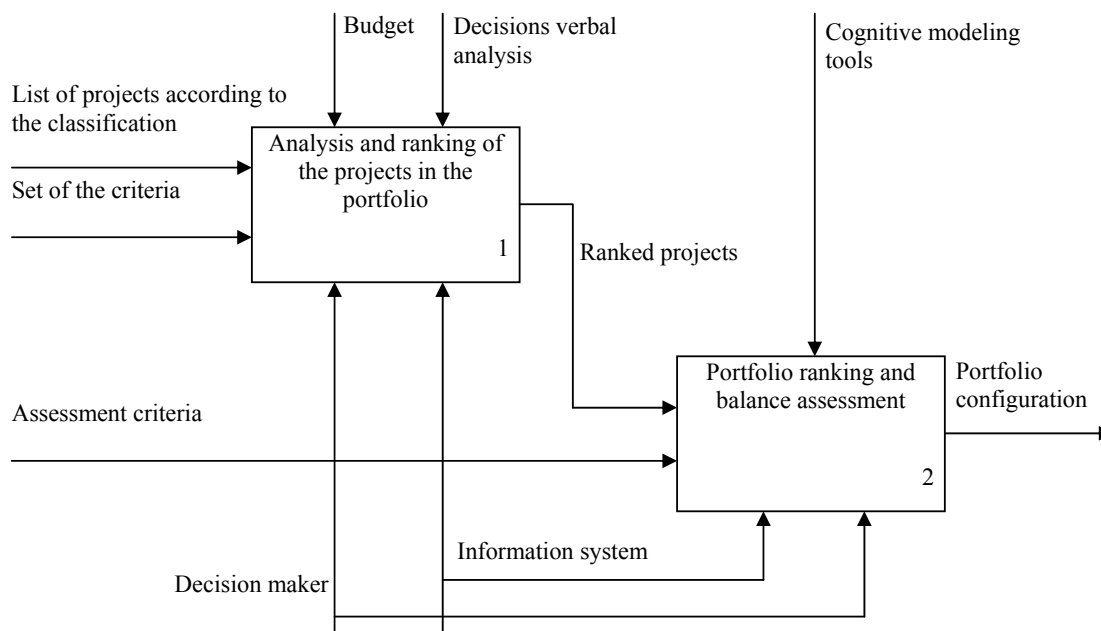 Budget
Decisions verbal
analysis
Cognitive modeling
tools
List of projects according to
the classification
Set of the criteria
Analysis and ranking of
the projects in the
portfolio
1
Ranked projects
Assessment criteria
Portfolio ranking and
balance assessment
2
Portfolio
configuration
Information system
Decision maker